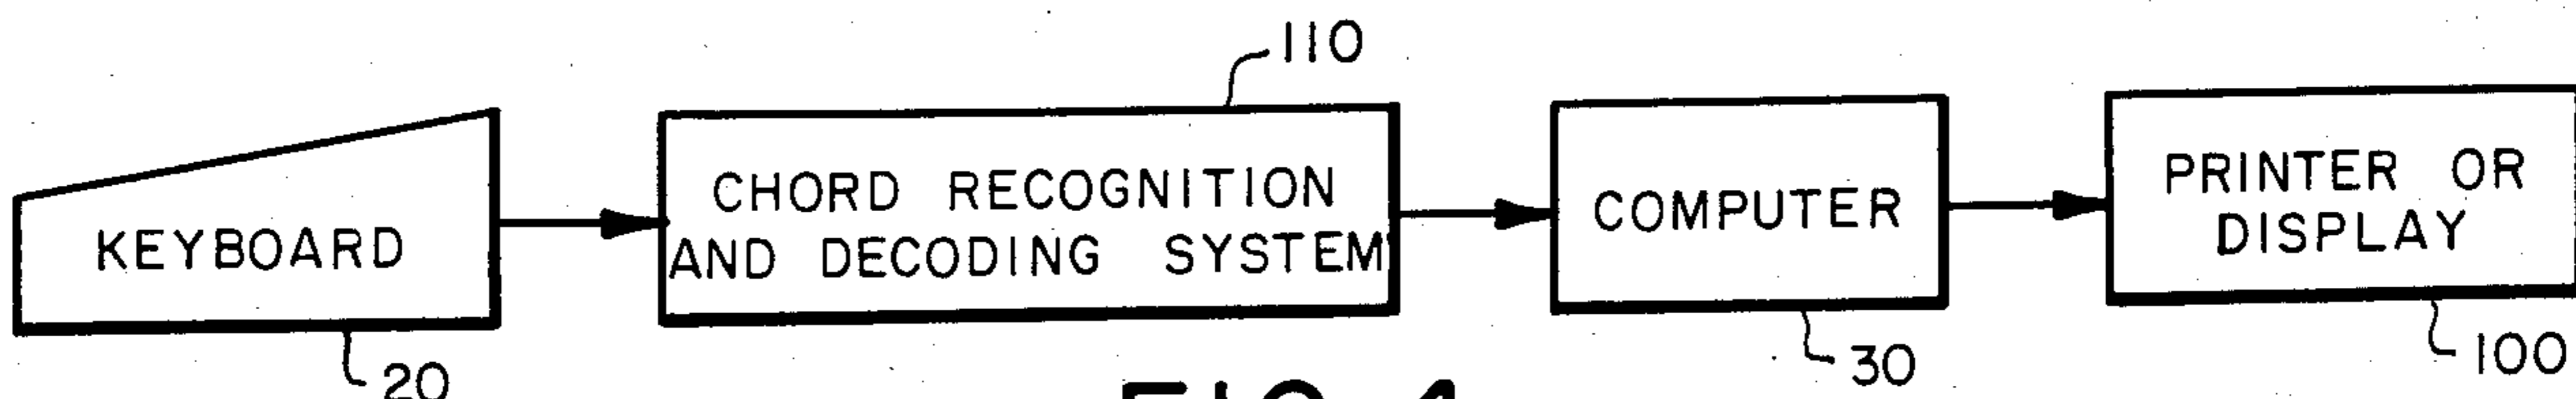 110
KEYBOARD
CHORD RECOGNITION
AND DECODING SYSTEM
COMPUTER
PRINTER OR
DISPLAY
20
30
100